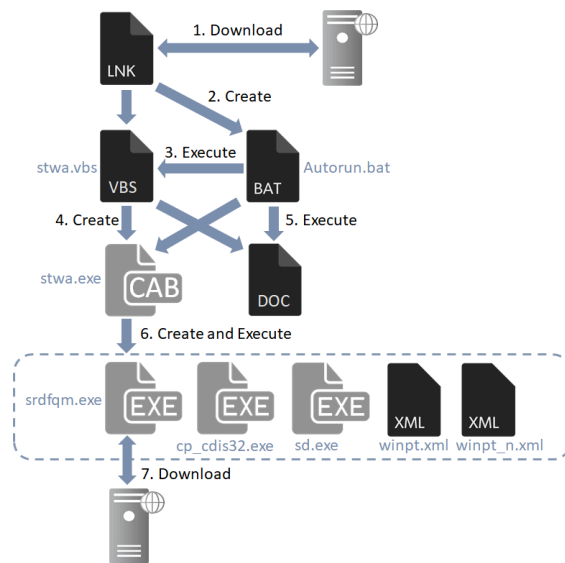 1. Download
LNK
2. Create
stwa.vbs
3. Execute
Autorun.bat
VBS
BAT
4. Create
5. Execute
stwa.exe
CAB
DOC
6. Create and Execute
srdfqm.exe
EXE
EXE
EXE
XML
XML
cp_cdis32.exe
sd.exe
winpt.xml
winpt_n.xml
7. Download